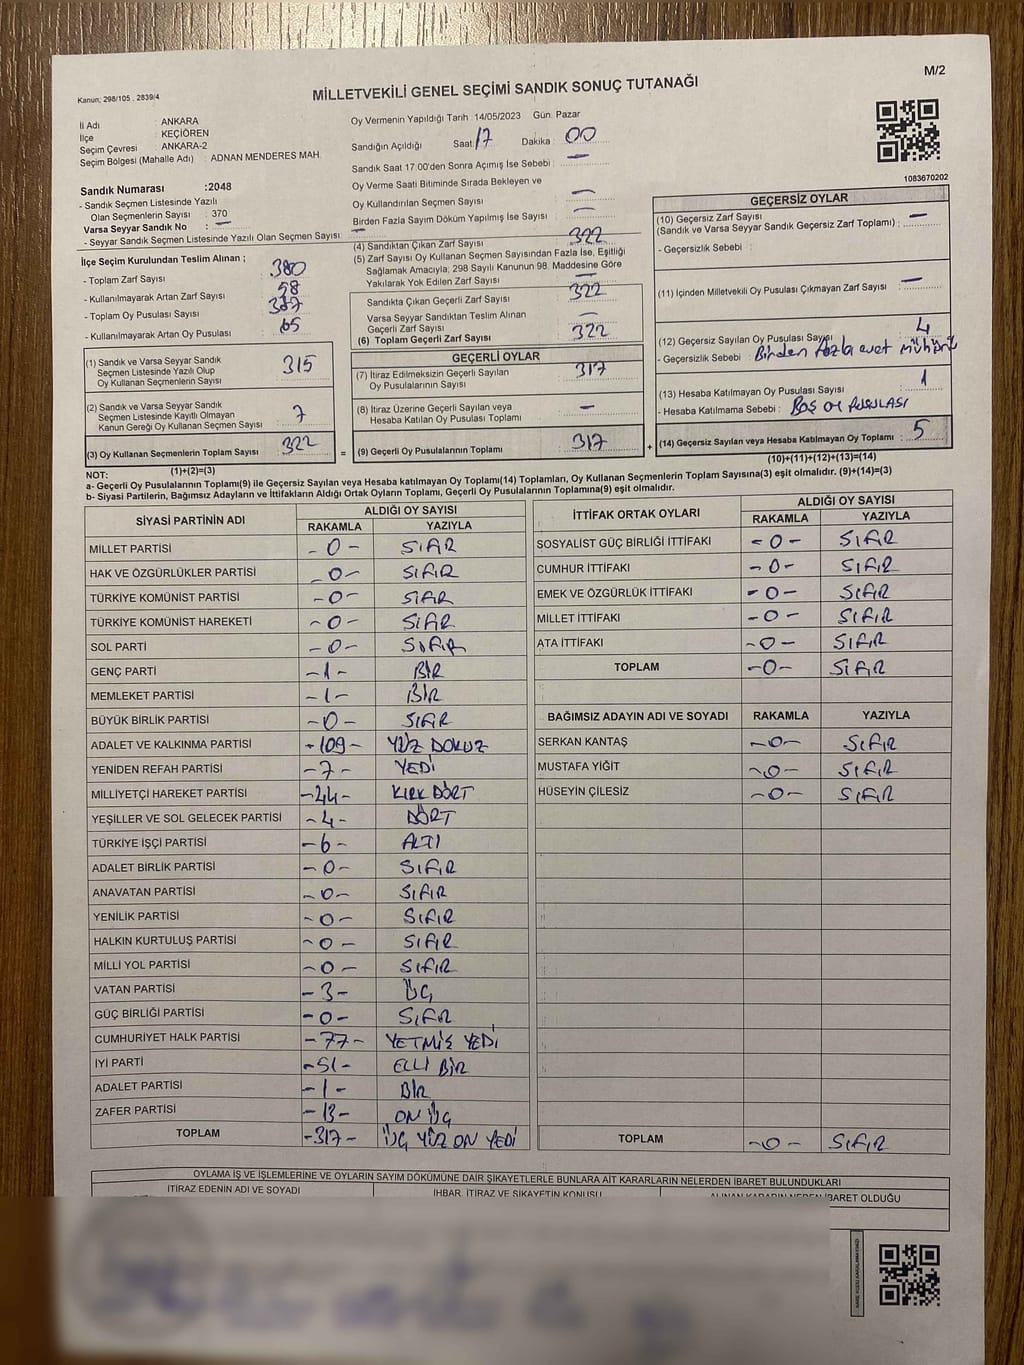 M/2
Kanun; 298/105 , 2839/4
MİLLETVEKİLİ GENEL SEÇİMİ SANDIK SONUÇ TUTANAĞI
İl Adı : ANKARA
İlçe : KEÇİÖREN
Seçim Çevresi : ANKARA-2
Seçim Bölgesi (Mahalle Adı) : ADNAN MENDERES MAH.
Sandık Numarası :2048
- Sandık Seçmen Listesinde Yazılı
Olan Seçmenlerin Sayısı : 370
Varsa Seyyar Sandık No : —
- Seyyar Sandık Seçmen Listesinde Yazılı Olan Seçmen Sayısı: —
Oy Vermenin Yapıldığı Tarih 14/05/2023 Gün: Pazar
Sandığın Açıldığı Saat: 17 Dakika : 00
Sandık Saat 17:00'den Sonra Açımış İse Sebebi : —
Oy Verme Saati Bitiminde Sırada Bekleyen ve
Oy Kullandırılan Seçmen Sayısı : —
Birden Fazla Sayım Döküm Yapılmış İse Sayısı : —
(4) Sandıktan Çıkan Zarf Sayısı : 322
(5) Zarf Sayısı Oy Kullanan Seçmen Sayısından Fazla İse, Eşitliği
Sağlamak Amacıyla; 298 Sayılı Kanunun 98. Maddesine Göre
Yakılarak Yok Edilen Zarf Sayısı : —
1083670202
İlçe Seçim Kurulundan Teslim Alınan ;
- Toplam Zarf Sayısı : 380
- Kullanılmayarak Artan Zarf Sayısı : 58
- Toplam Oy Pusulası Sayısı : 387
- Kullanılmayarak Artan Oy Pusulası : 65
Sandıkta Çıkan Geçerli Zarf Sayısı : 322
Varsa Seyyar Sandıktan Teslim Alınan
Geçerli Zarf Sayısı : —
(6) Toplam Geçerli Zarf Sayısı : 322
(1) Sandık ve Varsa Seyyar Sandık
Seçmen Listesinde Yazılı Olup
Oy Kullanan Seçmenlerin Sayısı : 315
(2) Sandık ve Varsa Seyyar Sandık
Seçmen Listesinde Kayıtlı Olmayan
Kanun Gereği Oy Kullanan Seçmen Sayısı : 7
(3) Oy Kullanan Seçmenlerin Toplam Sayısı : 322
(1)+(2)=(3)
=
GEÇERLİ OYLAR
(7) İtiraz Edilmeksizin Geçerli Sayılan
Oy Pusulalarının Sayısı : 317
(8) İtiraz Üzerine Geçerli Sayılan veya
Hesaba Katılan Oy Pusulası Toplamı : —
(9) Geçerli Oy Pusulalarının Toplamı : 317
+
GEÇERSİZ OYLAR
(10) Geçersiz Zarf Sayısı
(Sandık ve Varsa Seyyar Sandık Geçersiz Zarf Toplamı) : —
- Geçersizlik Sebebi :
(11) İçinden Milletvekili Oy Pusulası Çıkmayan Zarf Sayısı : —
(12) Geçersiz Sayılan Oy Pusulası Sayısı : 4
- Geçersizlik Sebebi : Birden fazla evet mührü
(13) Hesaba Katılmayan Oy Pusulası Sayısı : 1
- Hesaba Katılmama Sebebi : BOŞ OY PUSULASI
(14) Geçersiz Sayılan veya Hesaba Katılmayan Oy Toplamı : 5
(10)+(11)+(12)+(13)=(14)
NOT:
a- Geçerli Oy Pusulalarının Toplamı(9) ile Geçersiz Sayılan veya Hesaba katılmayan Oy Toplamı(14) Toplamları, Oy Kullanan Seçmenlerin Toplam Sayısına(3) eşit olmalıdır. (9)+(14)=(3)
b- Siyasi Partilerin, Bağımsız Adayların ve İttifakların Aldığı Ortak Oyların Toplamı, Geçerli Oy Pusulalarının Toplamına(9) eşit olmalıdır.
SİYASİ PARTİNİN ADI ALDIĞI OY SAYISI
RAKAMLA YAZIYLA
MİLLET PARTİSİ - 0 - SIFIR
HAK VE ÖZGÜRLÜKLER PARTİSİ - 0 - SIFIR
TÜRKİYE KOMÜNİST PARTİSİ - 0 - SIFIR
TÜRKİYE KOMÜNİST HAREKETİ - 0 - SIFIR
SOL PARTİ - 0 - SIFIR
GENÇ PARTİ - 1 - BİR
MEMLEKET PARTİSİ - 1 - BİR
BÜYÜK BİRLİK PARTİSİ - 0 - SIFIR
ADALET VE KALKINMA PARTİSİ - 109 - YÜZ DOKUZ
YENİDEN REFAH PARTİSİ - 7 - YEDİ
MİLLİYETÇİ HAREKET PARTİSİ - 44 - KIRK DÖRT
YEŞİLLER VE SOL GELECEK PARTİSİ - 4 - DÖRT
TÜRKİYE İŞÇİ PARTİSİ - 6 - ALTI
ADALET BİRLİK PARTİSİ - 0 - SIFIR
ANAVATAN PARTİSİ - 0 - SIFIR
YENİLİK PARTİSİ - 0 - SIFIR
HALKIN KURTULUŞ PARTİSİ - 0 - SIFIR
MİLLİ YOL PARTİSİ - 0 - SIFIR
VATAN PARTİSİ - 3 - ÜÇ
GÜÇ BİRLİĞİ PARTİSİ - 0 - SIFIR
CUMHURİYET HALK PARTİSİ - 77 - YETMİŞ YEDİ
İYİ PARTİ - 51 - ELLİ BİR
ADALET PARTİSİ - 1 - BİR
ZAFER PARTİSİ - 13 - ON ÜÇ
TOPLAM - 317 - ÜÇ YÜZ ON YEDİ
İTTİFAK ORTAK OYLARI ALDIĞI OY SAYISI
RAKAMLA YAZIYLA
SOSYALİST GÜÇ BİRLİĞİ İTTİFAKI - 0 - SIFIR
CUMHUR İTTİFAKI - 0 - SIFIR
EMEK VE ÖZGÜRLÜK İTTİFAKI - 0 - SIFIR
MİLLET İTTİFAKI - 0 - SIFIR
ATA İTTİFAKI - 0 - SIFIR
TOPLAM - 0 - SIFIR
BAĞIMSIZ ADAYIN ADI VE SOYADI RAKAMLA YAZIYLA
SERKAN KANTAŞ - 0 - SIFIR
MUSTAFA YİĞİT - 0 - SIFIR
HÜSEYİN ÇİLESİZ - 0 - SIFIR
TOPLAM - 0 - SIFIR
OYLAMA İŞ VE İŞLEMLERİNE VE OYLARIN SAYIM DÖKÜMÜNE DAİR ŞİKAYETLERLE BUNLARA AİT KARARLARIN NELERDEN İBARET BULUNDUKLARI
İTİRAZ EDENİN ADI VE SOYADI İHBAR, İTİRAZ VE ŞİKAYETİN KONUSU ALINAN KARARIN NEDEN İBARET OLDUĞU